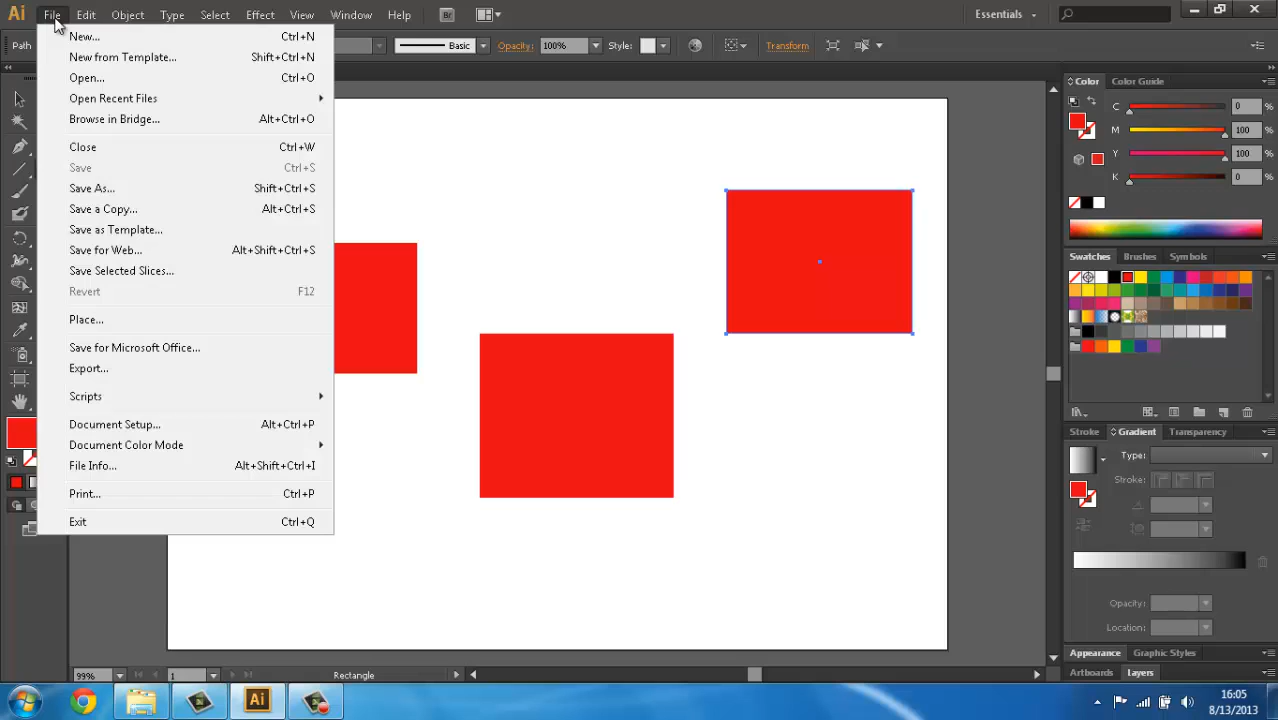 Ai File Edit Object Type Select Effect View Window Help Br Essentials
Path Basic Opacity: 100% Style: Transform
New... Ctrl+N
New from Template... Shift+Ctrl+N
Open... Ctrl+O
Open Recent Files
Browse in Bridge... Alt+Ctrl+O
Close Ctrl+W
Save Ctrl+S
Save As... Shift+Ctrl+S
Save a Copy... Alt+Ctrl+S
Save as Template...
Save for Web... Alt+Shift+Ctrl+S
Save Selected Slices...
Revert F12
Place...
Save for Microsoft Office...
Export...
Scripts
Document Setup... Alt+Ctrl+P
Document Color Mode
File Info... Alt+Shift+Ctrl+I
Print... Ctrl+P
Exit Ctrl+Q
Color Color Guide
C 0 %
M 100 %
Y 100 %
K 0 %
Swatches Brushes Symbols
Stroke Gradient Transparency
Type:
Stroke:
Opacity:
Location:
Appearance Graphic Styles
Artboards Layers
99% 1 Rectangle
Ai
16:05
8/13/2013